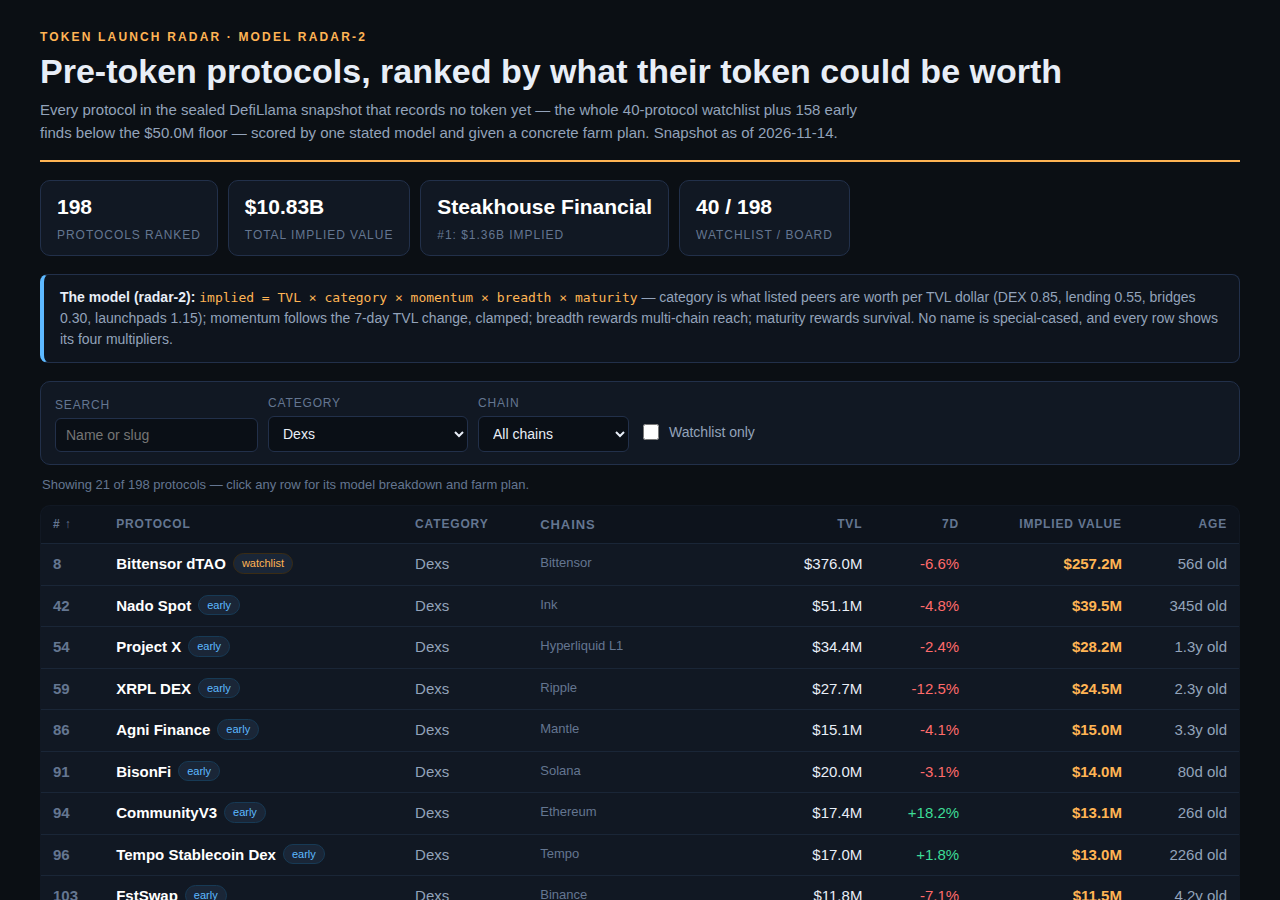 TOKEN LAUNCH RADAR · MODEL RADAR-2
Pre-token protocols, ranked by what their token could be worth
Every protocol in the sealed DefiLlama snapshot that records no token yet — the whole 40-protocol watchlist plus 158 early
finds below the $50.0M floor — scored by one stated model and given a concrete farm plan. Snapshot as of 2026-11-14.
198 $10.83B Steakhouse Financial 40 / 198
PROTOCOLS RANKED TOTAL IMPLIED VALUE #1: $1.36B IMPLIED WATCHLIST / BOARD
The model (radar-2): implied = TVL × category × momentum × breadth × maturity — category is what listed peers are worth per TVL dollar (DEX 0.85, lending 0.55, bridges
0.30, launchpads 1.15); momentum follows the 7-day TVL change, clamped; breadth rewards multi-chain reach; maturity rewards survival. No name is special-cased, and every row shows
its four multipliers.
SEARCH CATEGORY CHAIN
Name or slug Dexs All chains Watchlist only
Showing 21 of 198 protocols — click any row for its model breakdown and farm plan.
# ↑ PROTOCOL CATEGORY CHAINS TVL 7D IMPLIED VALUE AGE
8 Bittensor dTAO watchlist Dexs Bittensor $376.0M -6.6% $257.2M 56d old
42 Nado Spot early Dexs Ink $51.1M -4.8% $39.5M 345d old
54 Project X early Dexs Hyperliquid L1 $34.4M -2.4% $28.2M 1.3y old
59 XRPL DEX early Dexs Ripple $27.7M -12.5% $24.5M 2.3y old
86 Agni Finance early Dexs Mantle $15.1M -4.1% $15.0M 3.3y old
91 BisonFi early Dexs Solana $20.0M -3.1% $14.0M 80d old
94 CommunityV3 early Dexs Ethereum $17.4M +18.2% $13.1M 26d old
96 Tempo Stablecoin Dex early Dexs Tempo $17.0M +1.8% $13.0M 226d old
103 FstSwap early Dexs Binance $11.8M -7.1% $11.5M 4.2y old